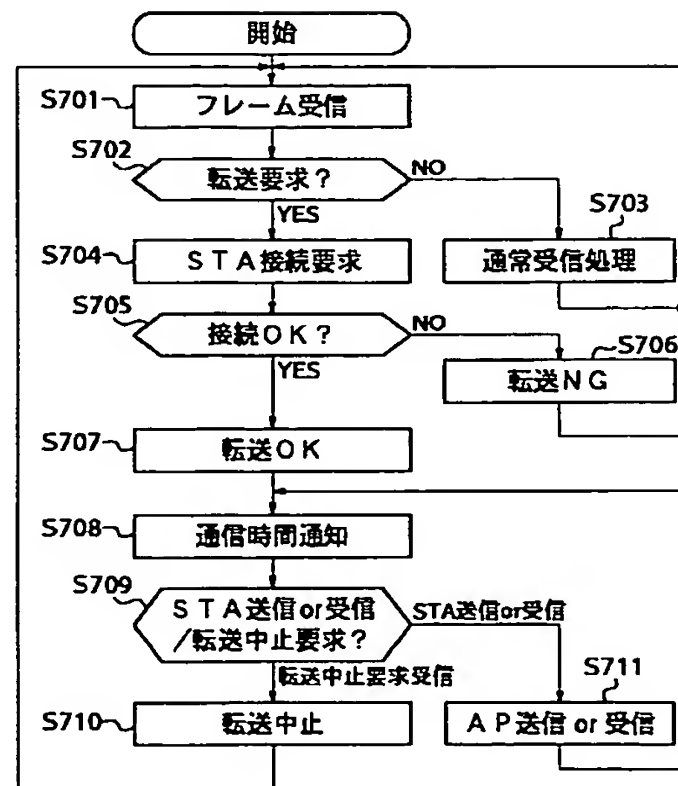 開始
S701
フレーム受信
S702
転送要求?
NO
YES
S703
通常受信処理
S704
STA接続要求
S705
接続OK?
NO
YES
S706
転送NG
S707
転送OK
S708
通信時間通知
S709
STA送信or受信
/転送中止要求?
STA送信or受信
転送中止要求受信
S710
転送中止
S711
AP送信or受信